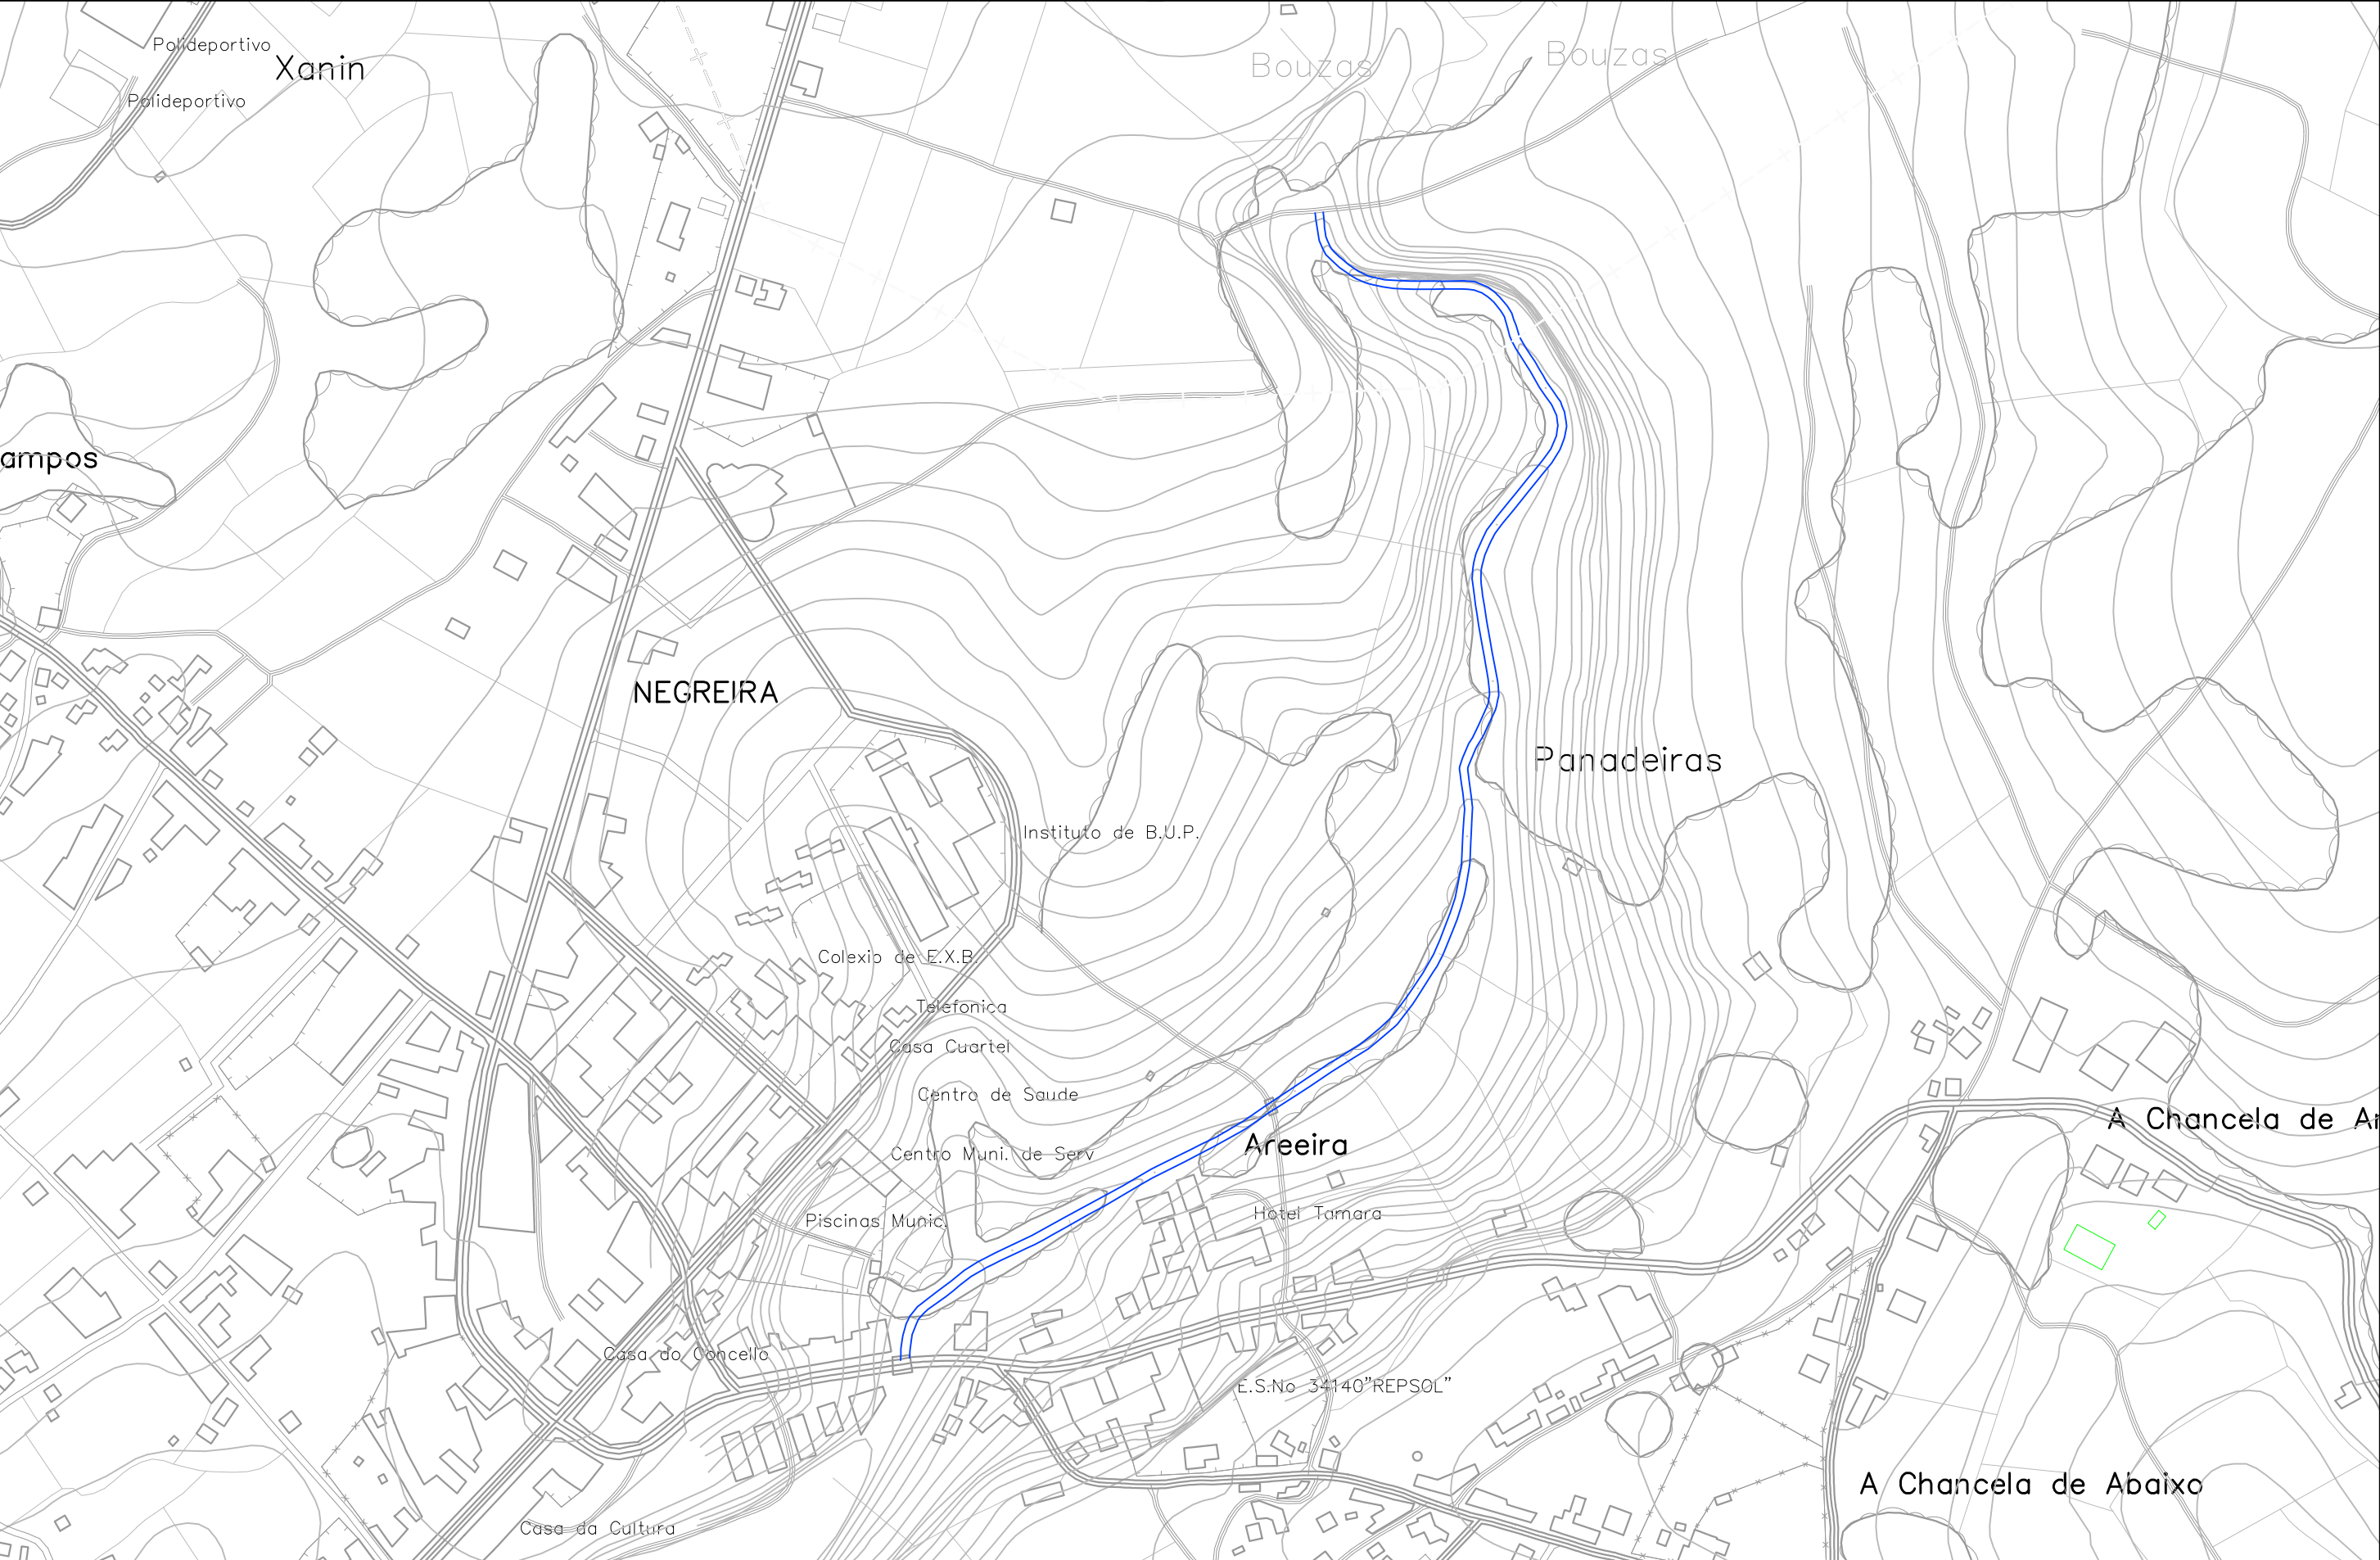 Polideportivo
Xanin
Bouzas
Bouzas
Polideportivo
ampos
NEGREIRA
Panadeiras
Instituto de B.U.P.
Colexio de E.X.B
Telefonica
Casa Cuartel
Centro de Saude
A Chancela de Ar
Areeira
Centro Muni. de Serv
Hotel Tamara
Piscinas Munic.
Casa do Concello
E.S.No 34140"REPSOL"
A Chancela de Abaixo
Casa da Cultura